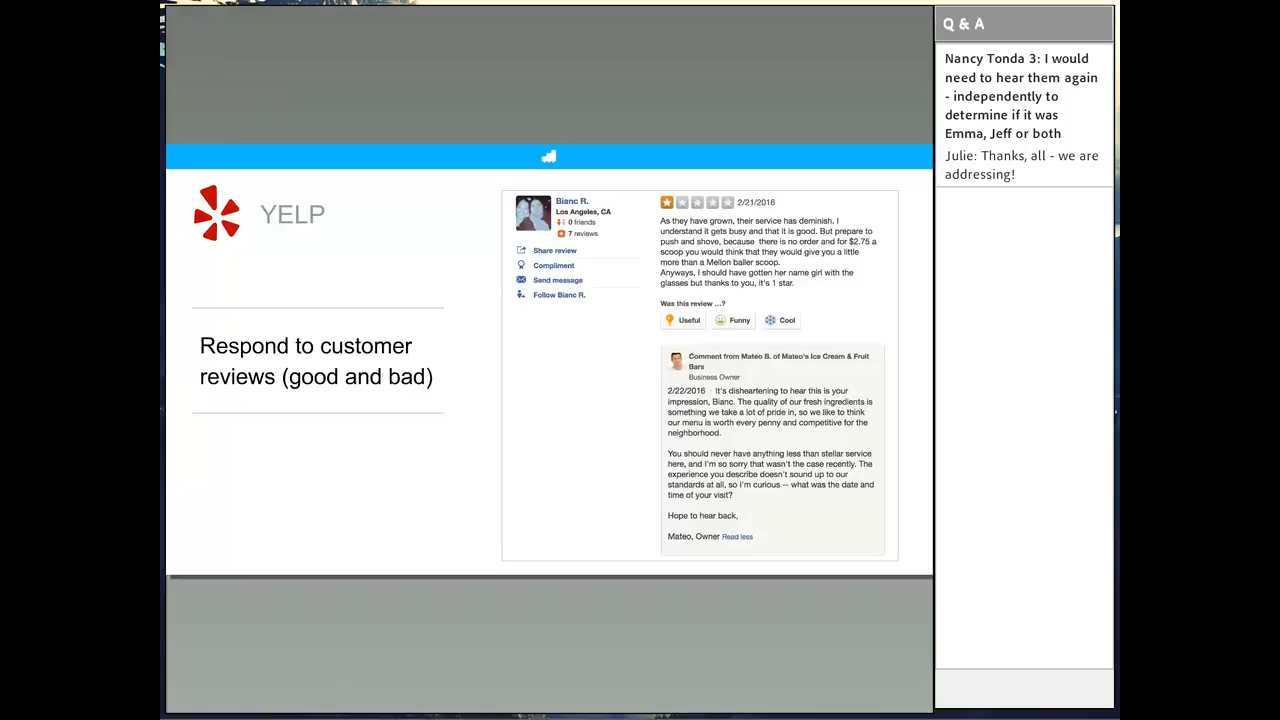 Q & A
Nancy Tonda 3: I would
need to hear them again
- independently to
determine if it was
Emma, Jeff or both
Julie: Thanks, all - we are
addressing!
YELP
Respond to customer
reviews (good and bad)
Bianc R.
Los Angeles, CA
0 friends
7 reviews
Share review
Compliment
Send message
Follow Bianc R.
2/21/2016
As they have grown, their service has deminish. I
understand it gets busy and that it is good. But prepare to
push and shove, because there is no order and for $2.75 a
scoop you would think that they would give you a little
more than a Mellon baller scoop.
Anyways, I should have gotten her name girl with the
glasses but thanks to you, it's 1 star.
Was this review ...?
Useful
Funny
Cool
Comment from Mateo B. of Mateo's Ice Cream & Fruit
Bars
Business Owner
2/22/2016 · It's disheartening to hear this is your
impression, Bianc. The quality of our fresh ingredients is
something we take a lot of pride in, so we like to think
our menu is worth every penny and competitive for the
neighborhood.
You should never have anything less than stellar service
here, and I'm so sorry that wasn't the case recently. The
experience you describe doesn't sound up to our
standards at all, so I'm curious -- what was the date and
time of your visit?
Hope to hear back,
Mateo, Owner Read less